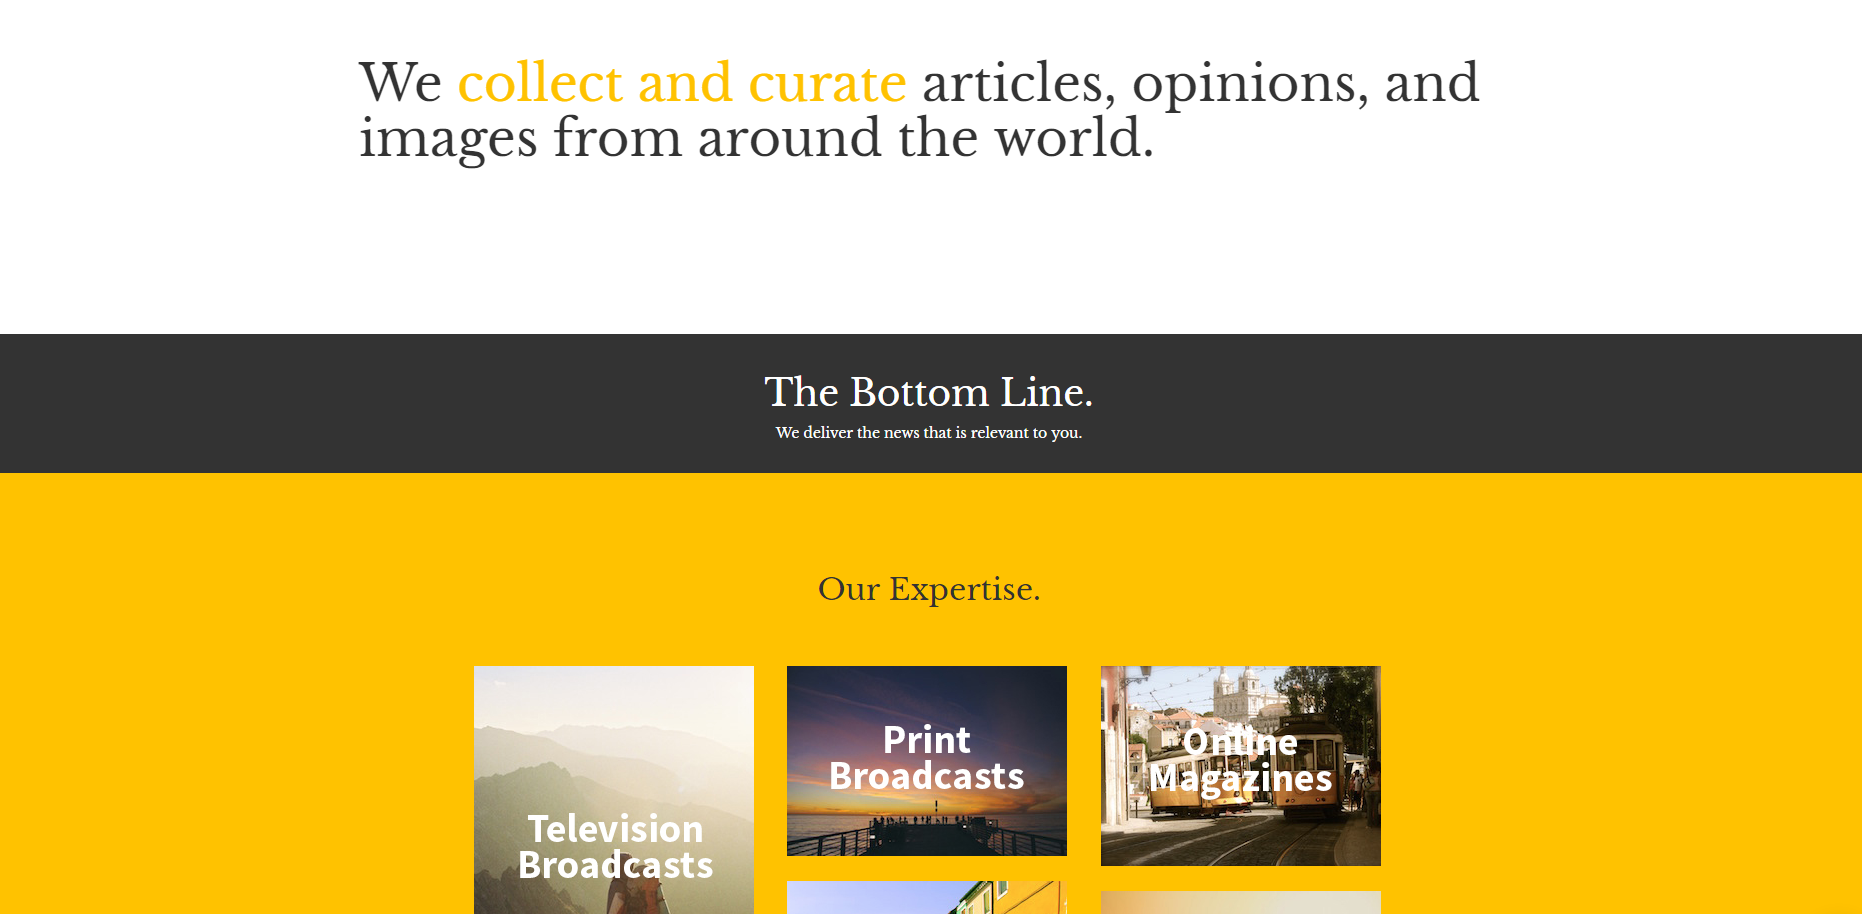 We collect and curate articles, opinions, and
images from around the world.
The Bottom Line.
We deliver the news that is relevant to you.
Our Expertise.
Television
Broadcasts
Print
Broadcasts
Online
Magazines